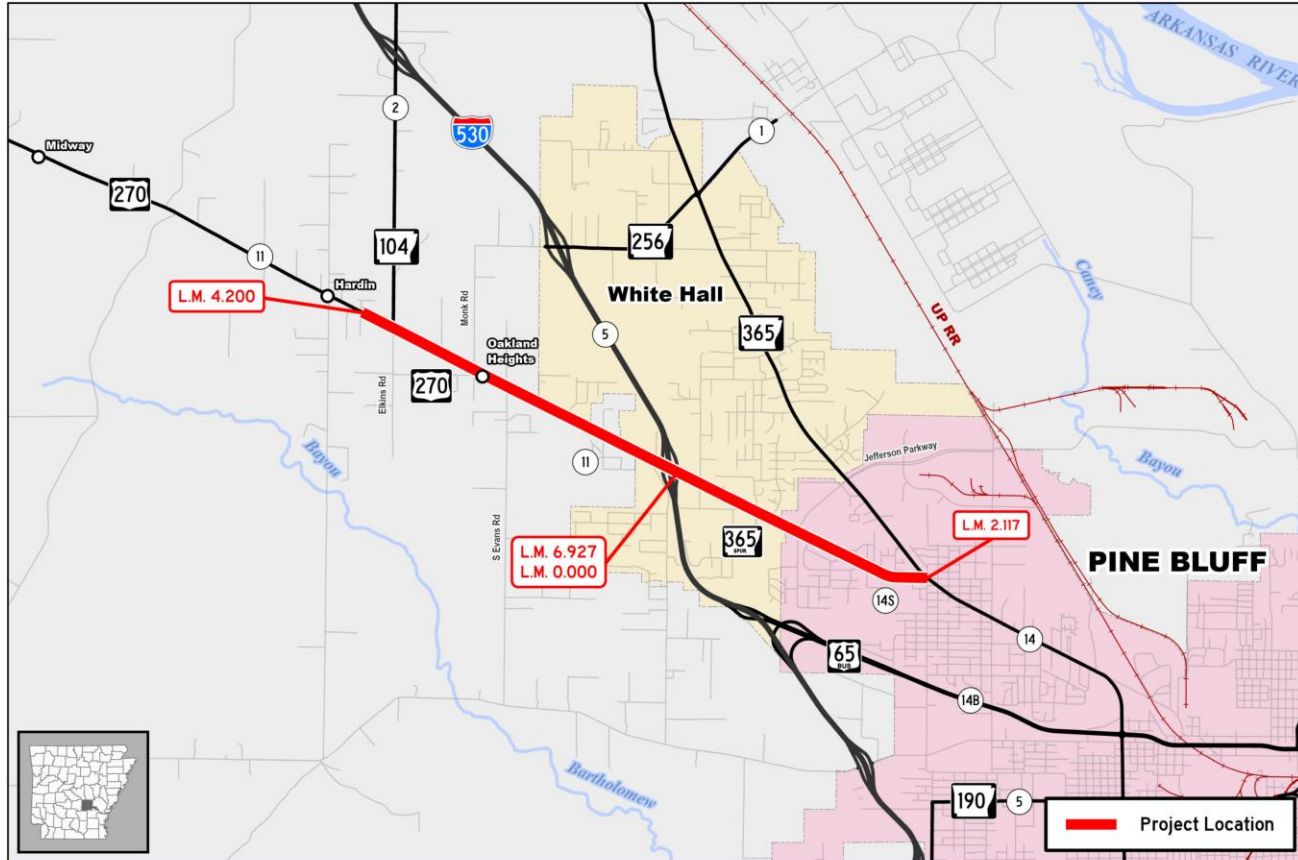 ARKANSAS
RIVER
2
530
1
Midway
270
256
104
11
Hardin
White Hall
Caney
L.M. 4.200
Monk Rd
5
365
UP RR
Oakland
Heights
270
Elkins Rd
Jefferson Parkway
Bayou
11
Bayou
S Evans Rd
L.M. 6.927
L.M. 0.000
365
SPUR
L.M. 2.117
PINE BLUFF
14S
14
65
BUS
14B
Bartholomew
190
5
Project Location